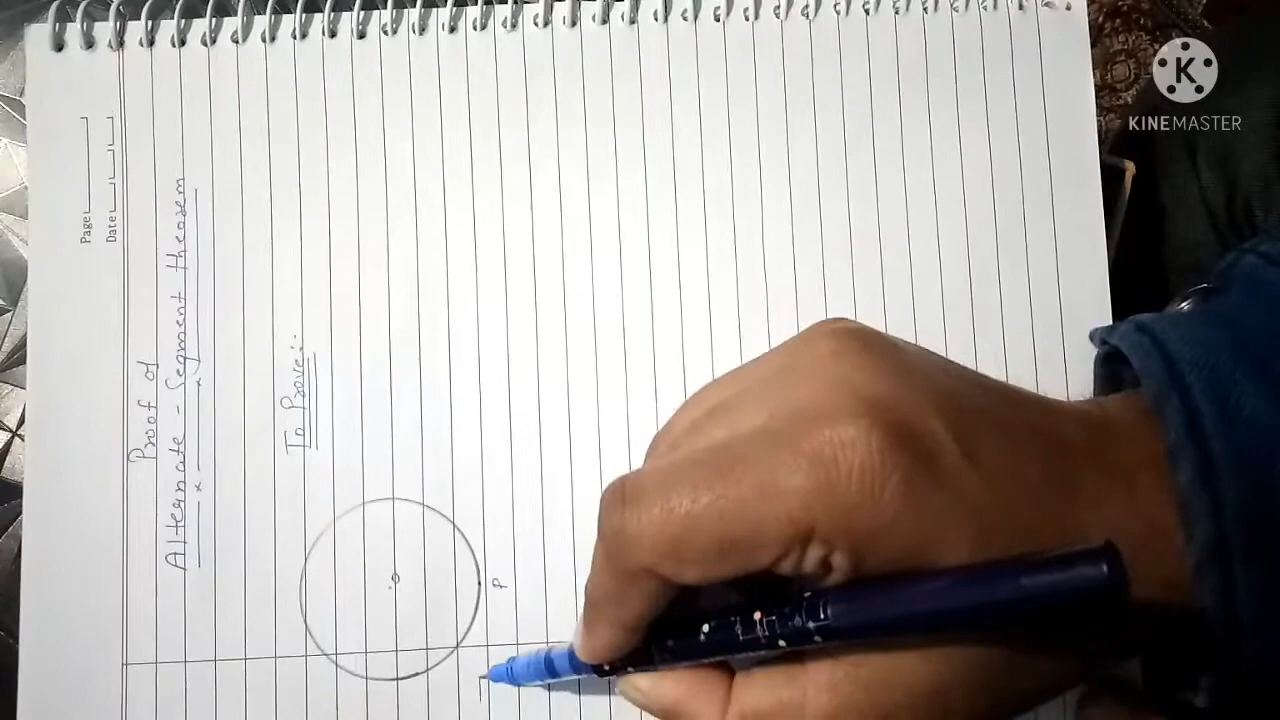 Page
Date
Proof of
Alternate - Segment theorem
To Prove :-
O
P
KINEMASTER